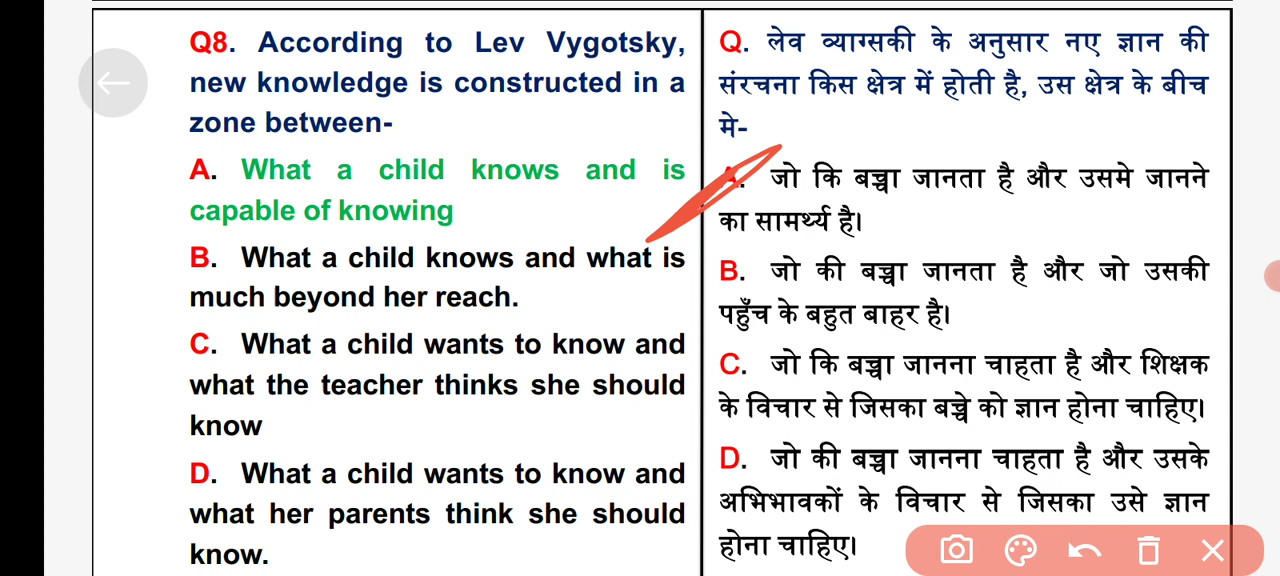 Q8. According to Lev Vygotsky,
new knowledge is constructed in a
zone between-
A. What a child knows and is
capable of knowing
B. What a child knows and what is
much beyond her reach.
C. What a child wants to know and
what the teacher thinks she should
know
D. What a child wants to know and
what her parents think she should
know.
Q. लेव व्याग्सकी के अनुसार नए ज्ञान की
संरचना किस क्षेत्र में होती है, उस क्षेत्र के बीच
मे-
A. जो कि बच्चा जानता है और उसमे जानने
का सामर्थ्य है।
B. जो की बच्चा जानता है और जो उसकी
पहुँच के बहुत बाहर है।
C. जो कि बच्चा जानना चाहता है और शिक्षक
के विचार से जिसका बच्चे को ज्ञान होना चाहिए।
D. जो की बच्चा जानना चाहता है और उसके
अभिभावकों के विचार से जिसका उसे ज्ञान
होना चाहिए।